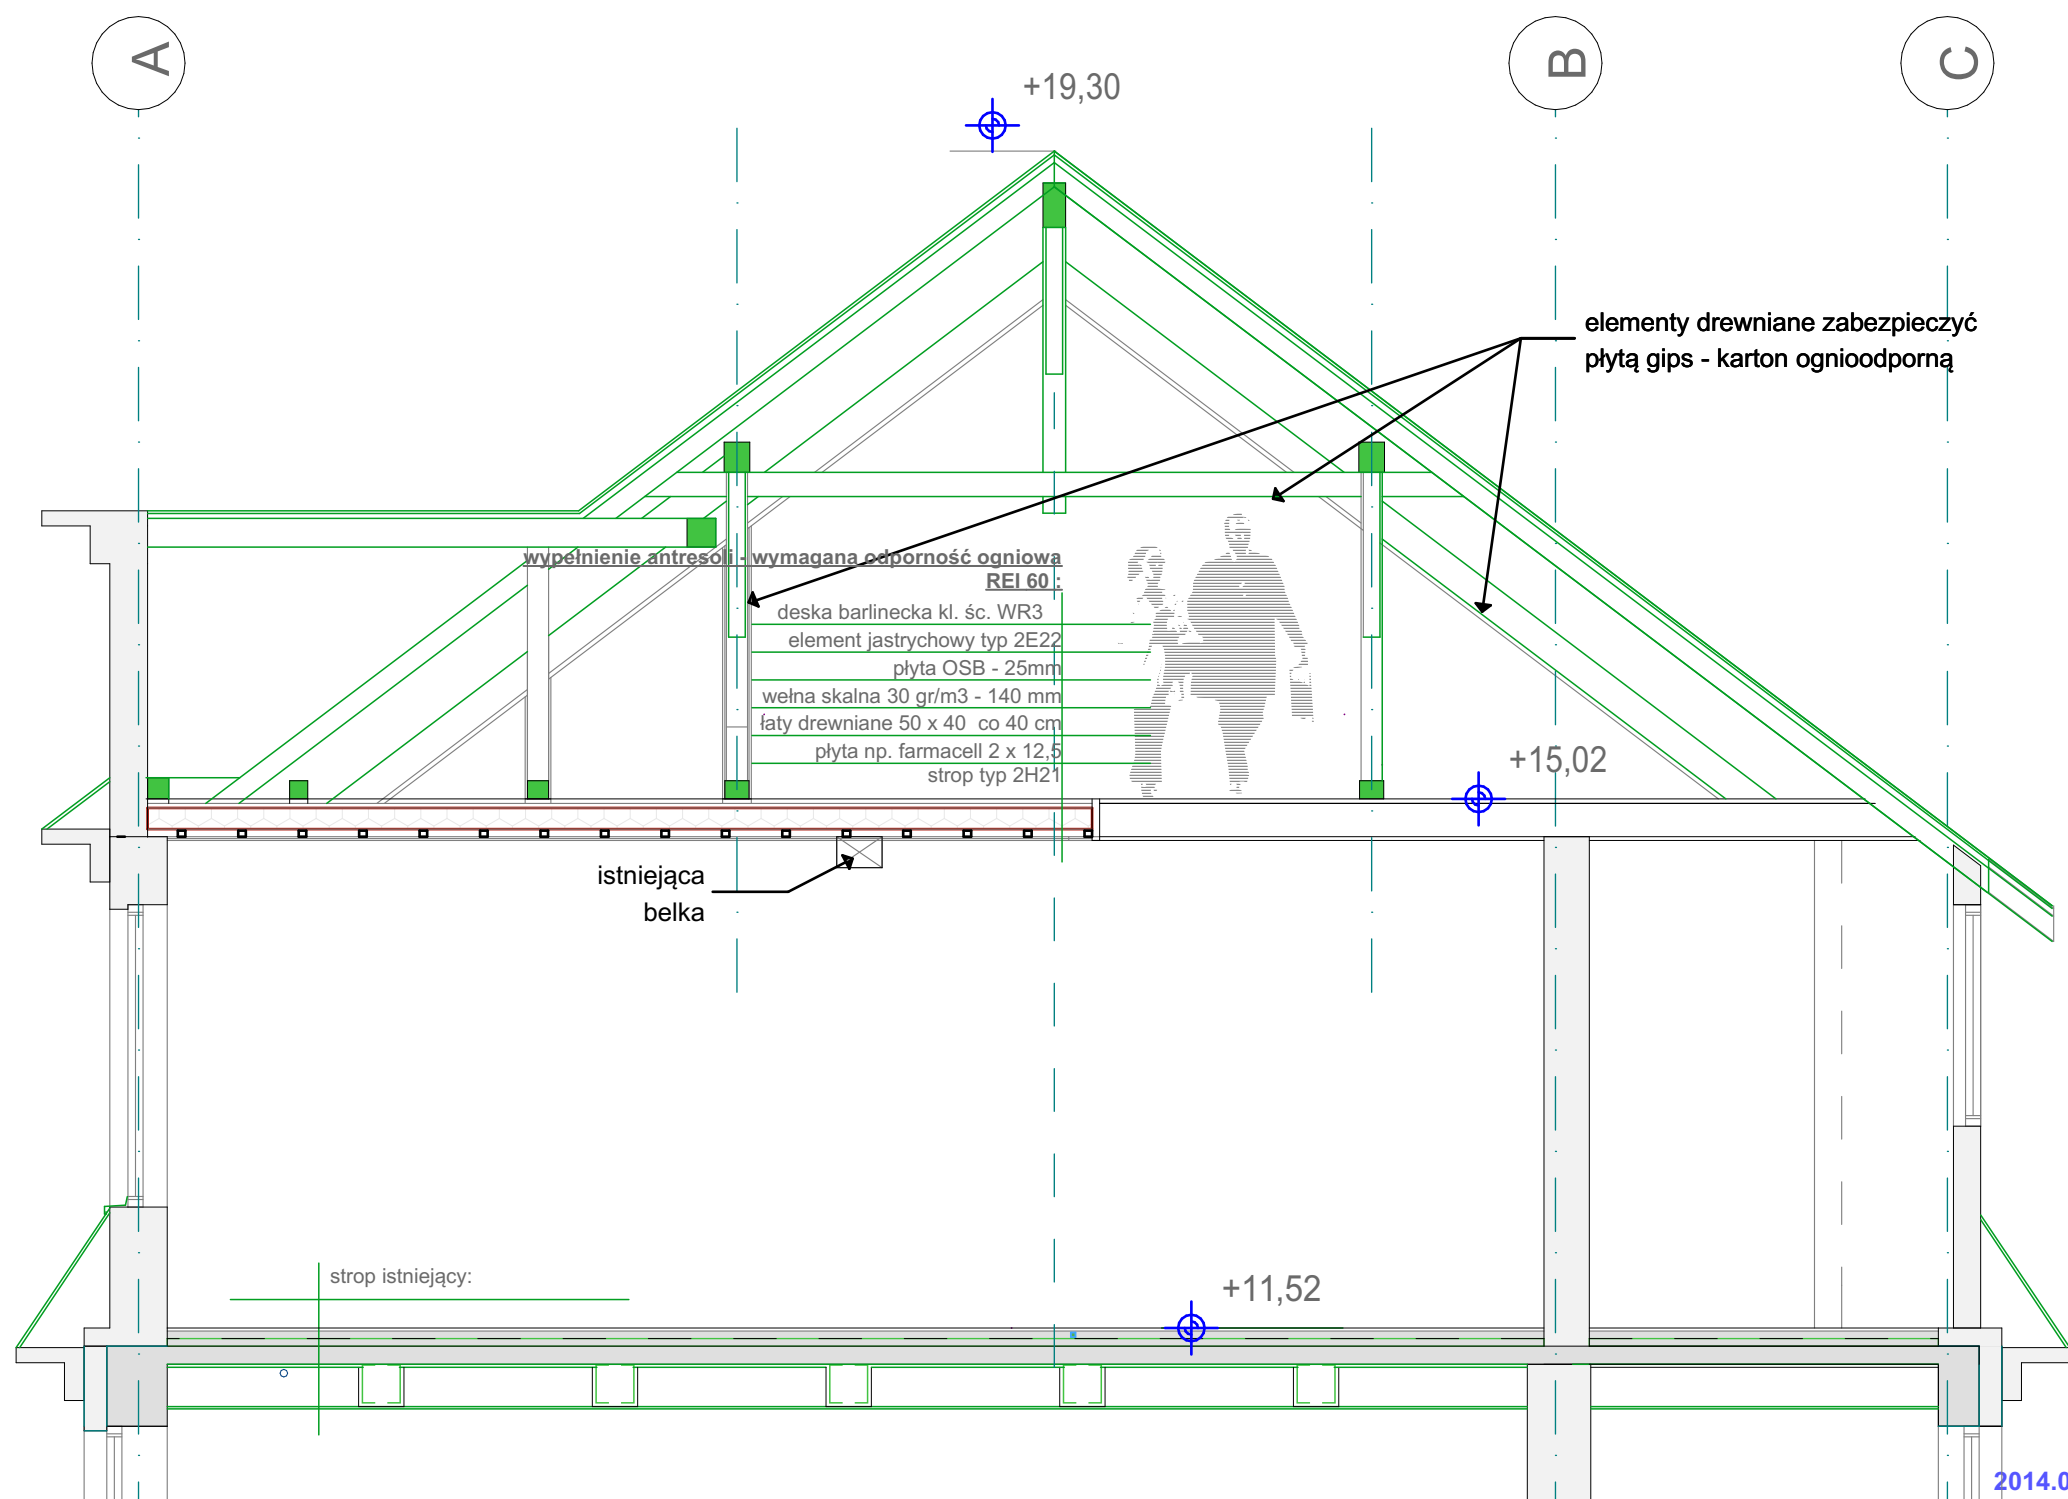 A
B
C
+19,30
elementy drewniane zabezpieczyć
płytą gips - karton ognioodporną
wypełnienie antresoli - wymagana odporność ogniowa
REI 60 :
deska barlinecka kl. śc. WR3
element jastrychowy typ 2E22
płyta OSB - 25mm
wełna skalna 30 gr/m3 - 140 mm
łaty drewniane 50 x 40 co 40 cm
płyta np. farmacell 2 x 12,5
strop typ 2H21
+15,02
istniejąca
belka
strop istniejący:
+11,52
2014.0